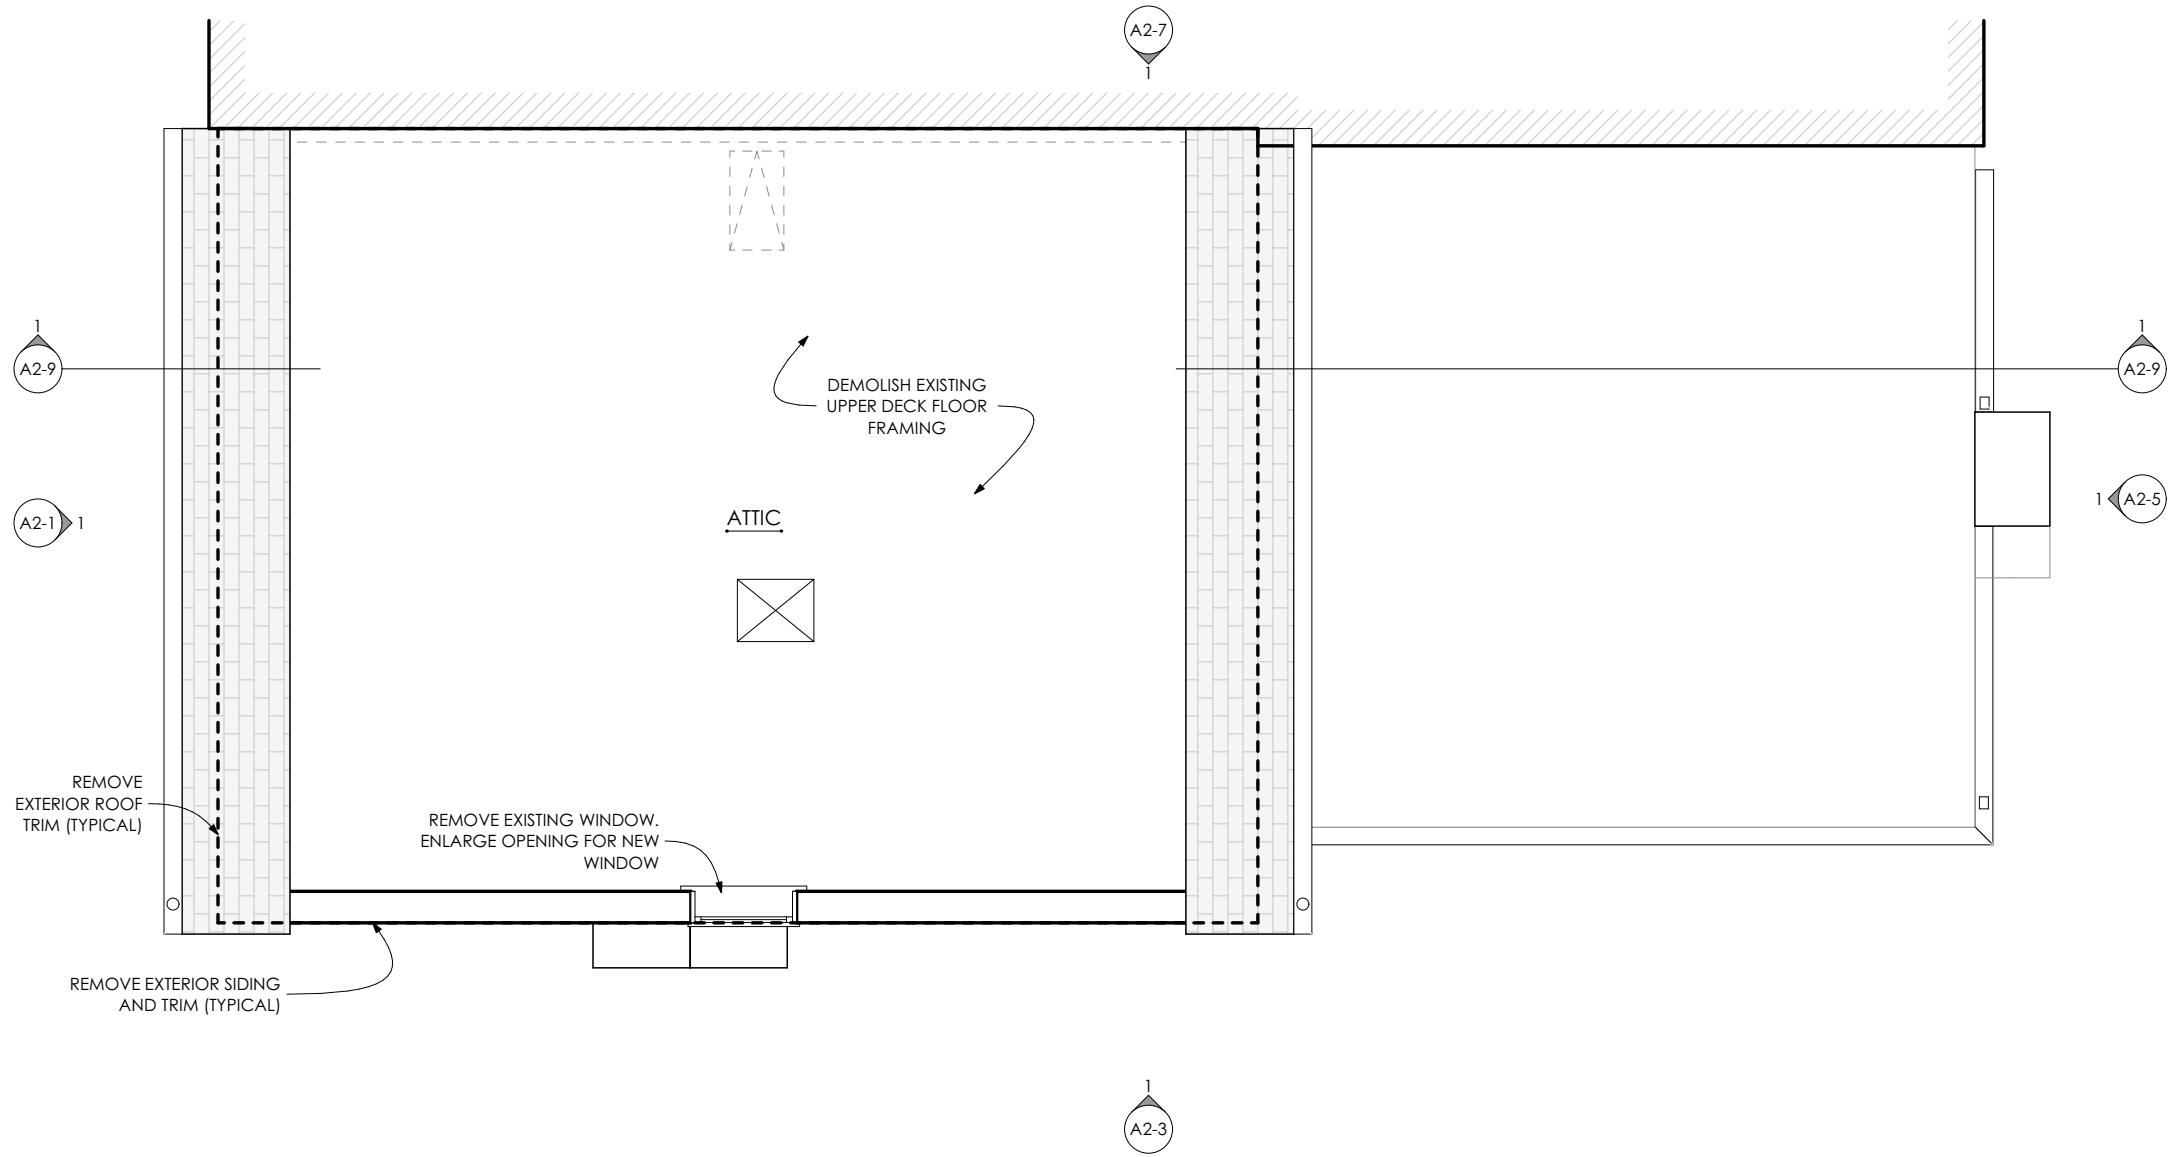 A2-7
1
1
A2-9
1
A2-9
DEMOLISH EXISTING
UPPER DECK FLOOR
FRAMING
A2-1
1
ATTIC
1
A2-5
REMOVE
EXTERIOR ROOF
TRIM (TYPICAL)
REMOVE EXISTING WINDOW.
ENLARGE OPENING FOR NEW
WINDOW
REMOVE EXTERIOR SIDING
AND TRIM (TYPICAL)
1
A2-3